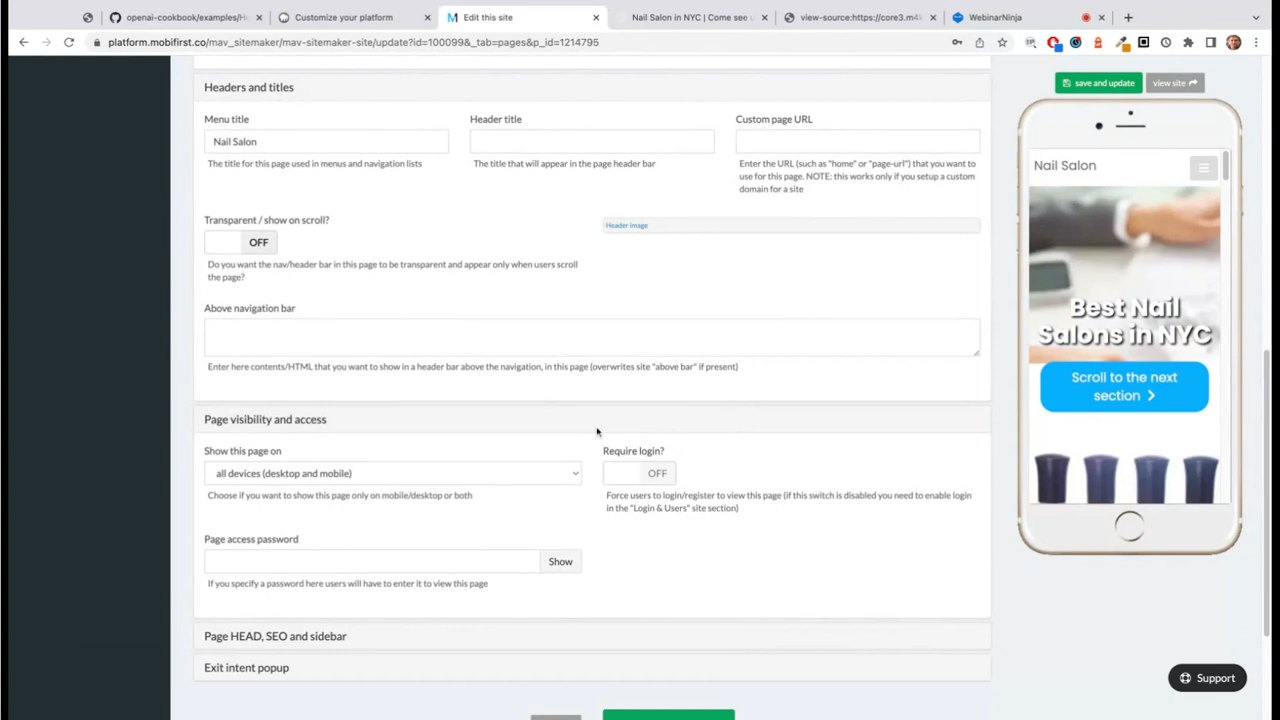 openai-cookbook/examples/H
Customize your platform
Edit this site
Nail Salon in NYC | Come see u
view-source:https://core3.m4
WebinarNinja
platform.mobifirst.co/mav_sitemaker/mav-sitemaker-site/update?id=100099&_tab=pages&p_id=1214795
save and update
view site
Headers and titles
Menu title
Header title
Custom page URL
Nail Salon
The title for this page used in menus and navigation lists
The title that will appear in the page header bar
Enter the URL (such as "home" or "page-url") that you want to
use for this page. NOTE: this works only if you setup a custom
domain for a site
Transparent / show on scroll?
OFF
Header image
Do you want the nav/header bar in this page to be transparent and appear only when users scroll
the page?
Above navigation bar
Enter here contents/HTML that you want to show in a header bar above the navigation, in this page (overwrites site "above bar" if present)
Page visibility and access
Show this page on
Require login?
all devices (desktop and mobile)
OFF
Choose if you want to show this page only on mobile/desktop or both
Force users to login/register to view this page (if this switch is disabled you need to enable login
in the "Login & Users" site section)
Page access password
Show
If you specify a password here users will have to enter it to view this page
Page HEAD, SEO and sidebar
Exit intent popup
Nail Salon
Best Nail
Salons in NYC
Scroll to the next
section
Support